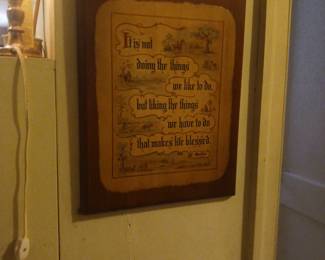 It is not
doing the things
we like to do,
but liking the things
we have to do
that makes life blessed.